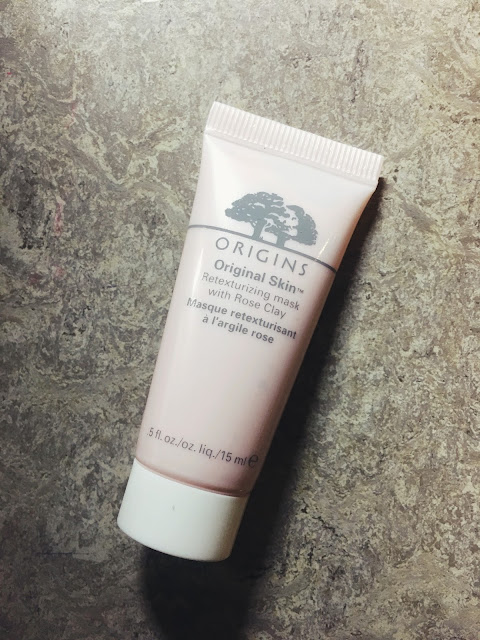 ORIGINS
Original Skin™
Retexturizing mask
with Rose Clay
Masque retexturisant
à l'argile rose
.5 fl.oz./oz. liq./15 ml ℮